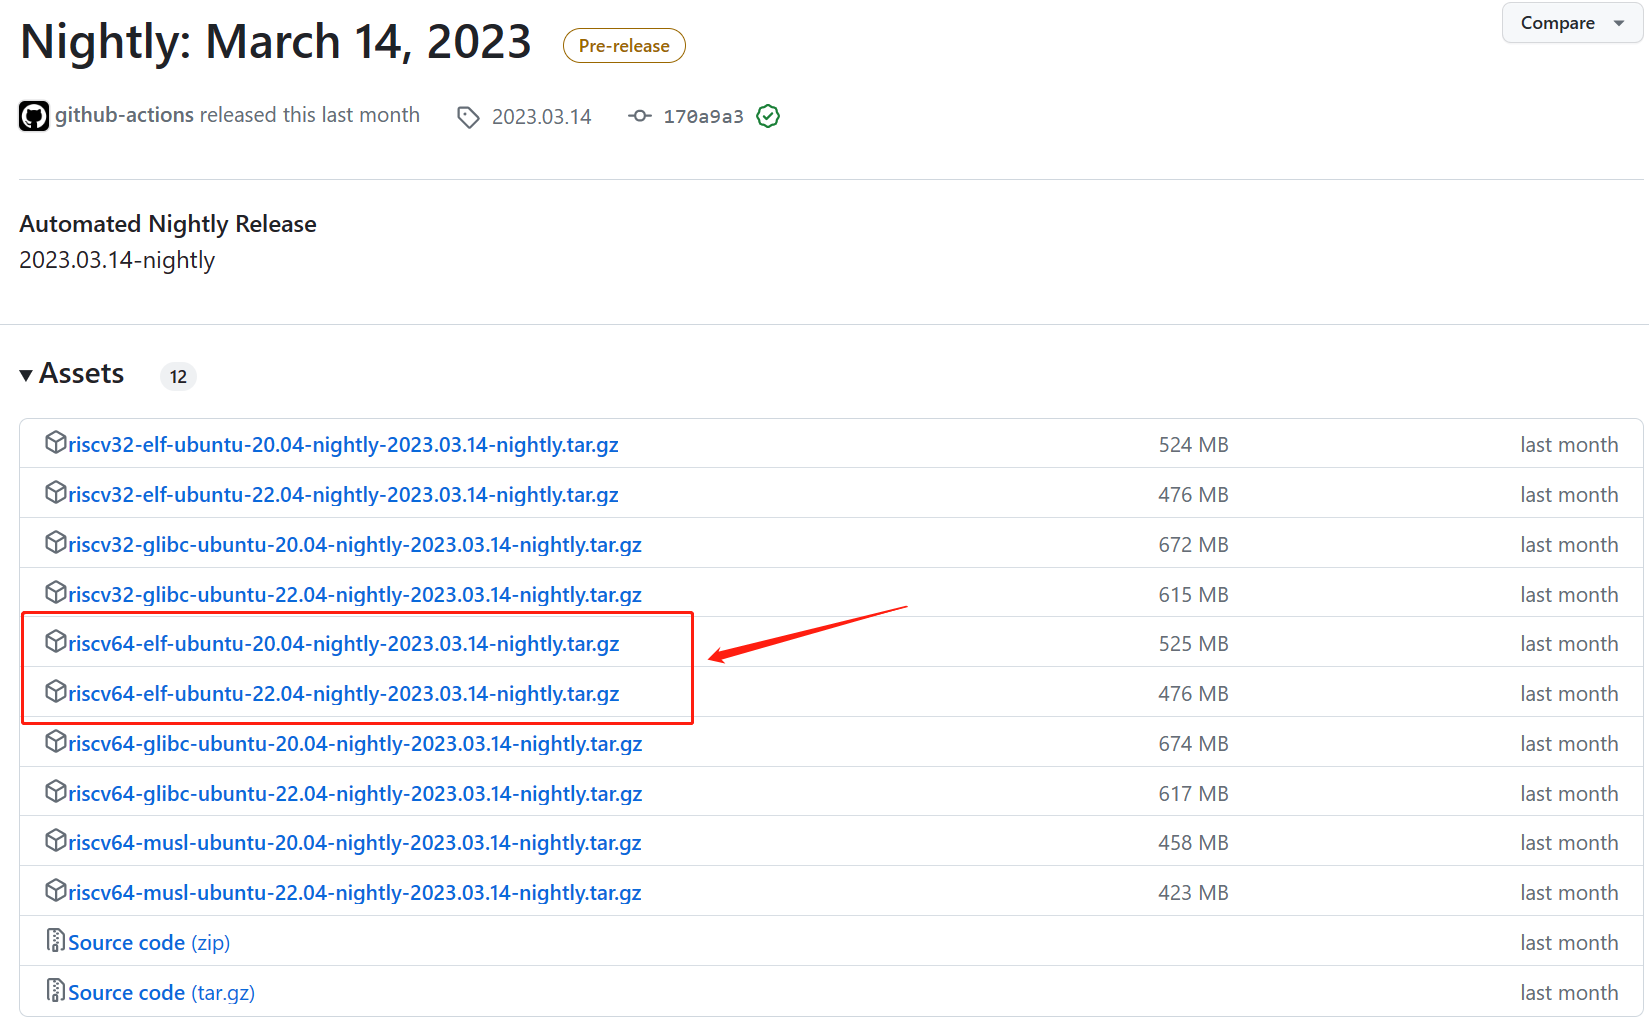 Nightly: March 14, 2023 Pre-release Compare
github-actions released this last month 2023.03.14 170a9a3
Automated Nightly Release
2023.03.14-nightly
Assets 12
riscv32-elf-ubuntu-20.04-nightly-2023.03.14-nightly.tar.gz 524 MB last month
riscv32-elf-ubuntu-22.04-nightly-2023.03.14-nightly.tar.gz 476 MB last month
riscv32-glibc-ubuntu-20.04-nightly-2023.03.14-nightly.tar.gz 672 MB last month
riscv32-glibc-ubuntu-22.04-nightly-2023.03.14-nightly.tar.gz 615 MB last month
riscv64-elf-ubuntu-20.04-nightly-2023.03.14-nightly.tar.gz 525 MB last month
riscv64-elf-ubuntu-22.04-nightly-2023.03.14-nightly.tar.gz 476 MB last month
riscv64-glibc-ubuntu-20.04-nightly-2023.03.14-nightly.tar.gz 674 MB last month
riscv64-glibc-ubuntu-22.04-nightly-2023.03.14-nightly.tar.gz 617 MB last month
riscv64-musl-ubuntu-20.04-nightly-2023.03.14-nightly.tar.gz 458 MB last month
riscv64-musl-ubuntu-22.04-nightly-2023.03.14-nightly.tar.gz 423 MB last month
Source code (zip) last month
Source code (tar.gz) last month